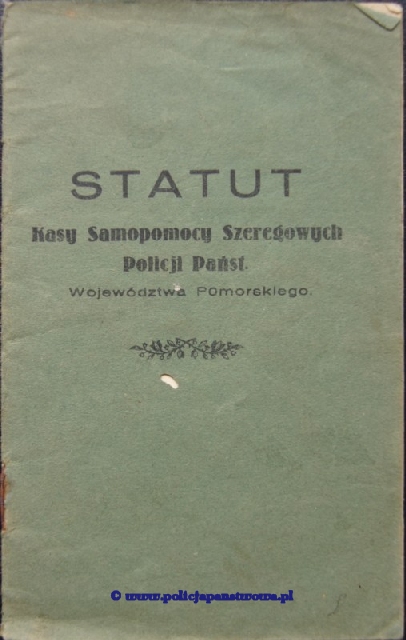 STATUT
Kasy Samopomocy Szeregowych
Policji Państ.
Województwa Pomorskiego.
© www.policjapanstwowa.pl